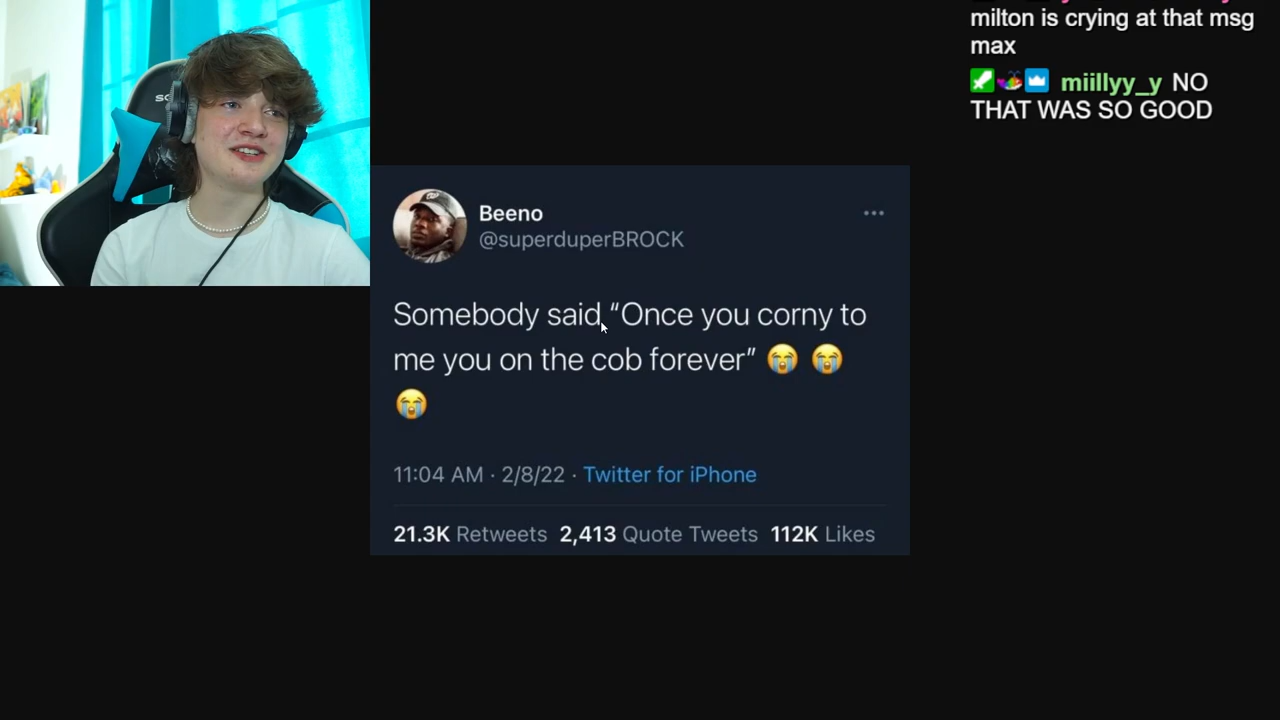 milton is crying at that msg
max
miillyy_y NO
THAT WAS SO GOOD
Beeno
@superduperBROCK
Somebody said “Once you corny to
me you on the cob forever” 😭 😭
😭
11:04 AM · 2/8/22 · Twitter for iPhone
21.3K Retweets 2,413 Quote Tweets 112K Likes